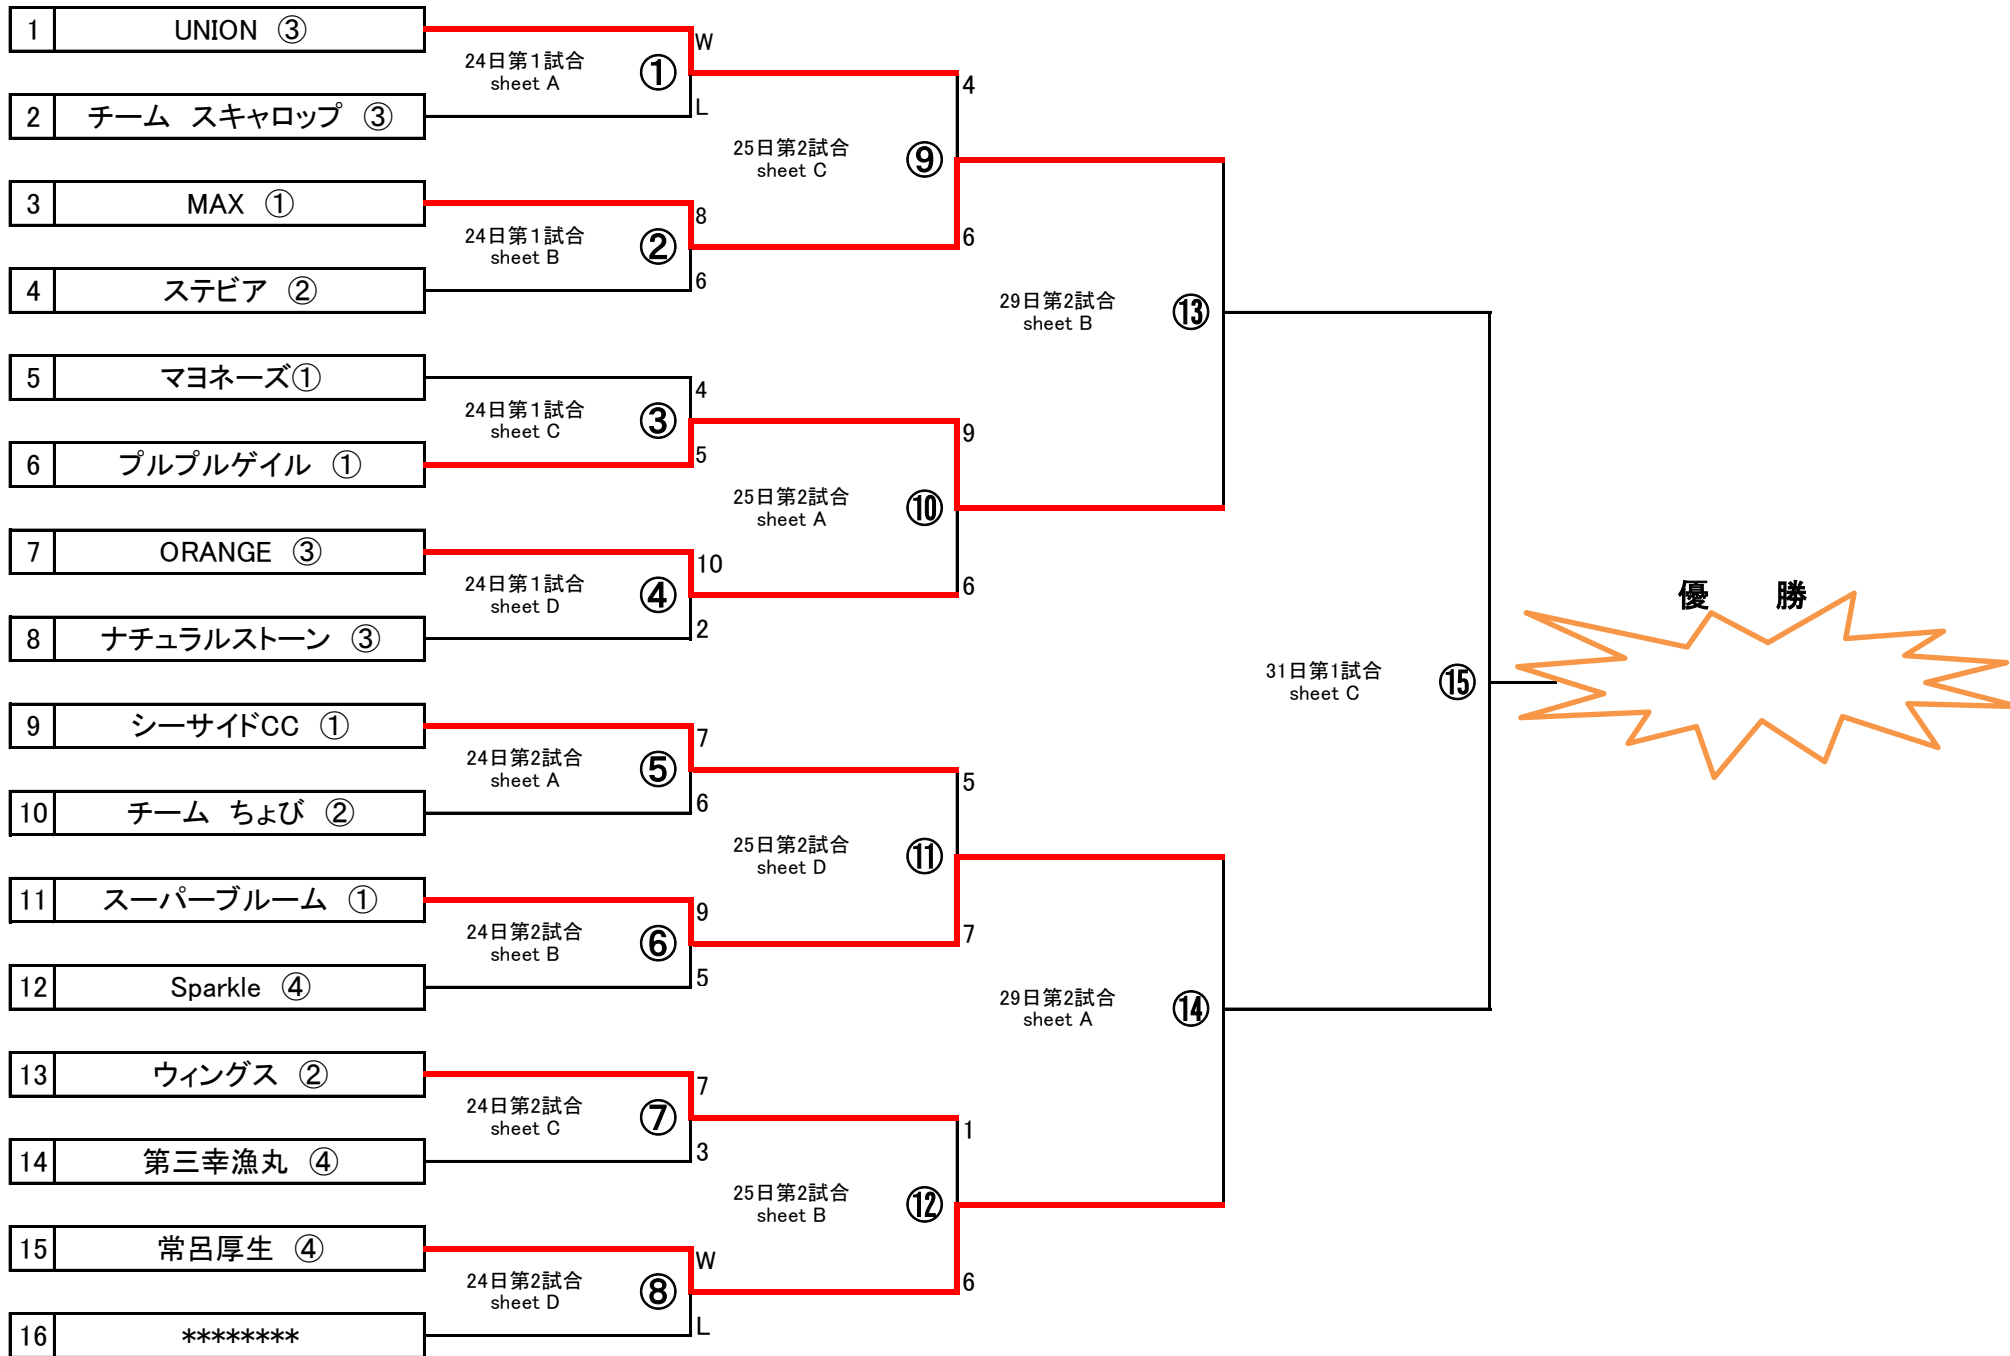 1 UNION ③
W
24日第1試合
sheet A
①
4
2 チーム スキャロップ ③
L
25日第2試合
sheet C
⑨
3 MAX ①
8
24日第1試合
sheet B
②
6
4 ステビア ②
6
29日第2試合
sheet B
⑬
5 マヨネーズ①
4
24日第1試合
sheet C
③
9
6 プルプルゲイル ①
5
25日第2試合
sheet A
⑩
7 ORANGE ③
10
24日第1試合
sheet D
④
6
8 ナチュラルストーン ③
2
優 勝
31日第1試合
sheet C
⑮
9 シーサイドCC ①
7
24日第2試合
sheet A
⑤
5
10 チーム ちょび ②
6
25日第2試合
sheet D
⑪
11 スーパーブルーム ①
9
24日第2試合
sheet B
⑥
7
12 Sparkle ④
5
29日第2試合
sheet A
⑭
13 ウィングス ②
7
24日第2試合
sheet C
⑦
1
14 第三幸漁丸 ④
3
25日第2試合
sheet B
⑫
15 常呂厚生 ④
W
24日第2試合
sheet D
⑧
6
16 ********
L